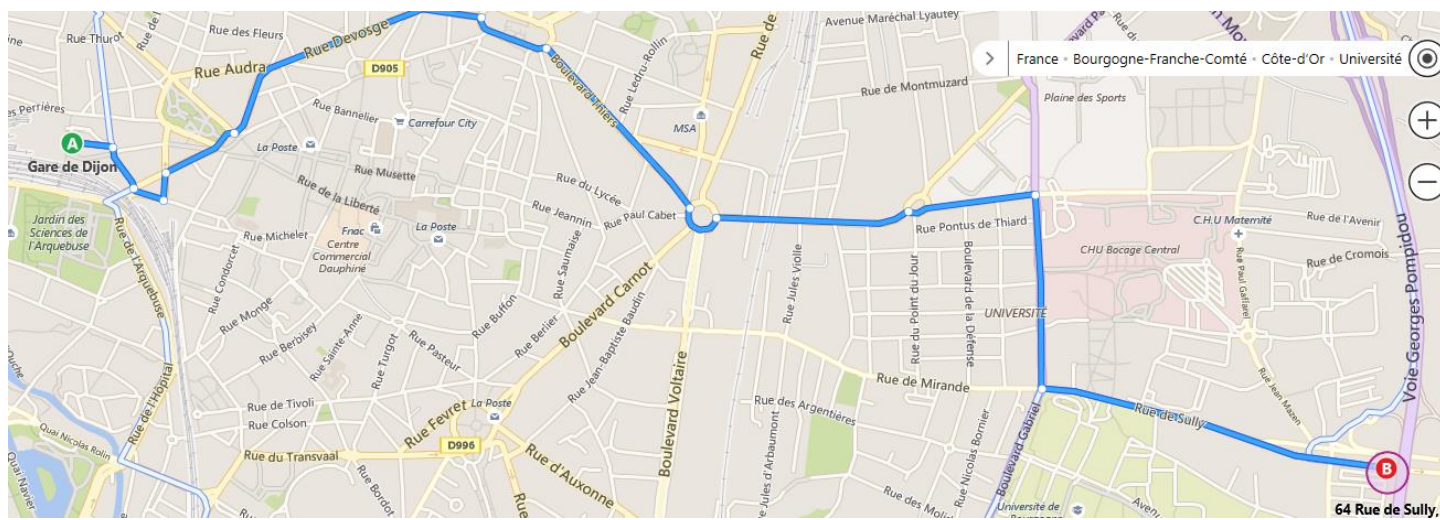 Avenue Maréchal Lyautey
Rue Thurot
Rue de
Rue des Fleurs
Rue Devosge
Rue Audra
D905
Boulevard Thiers
Rue Ledru-Rollin
Rue de
France • Bourgogne-Franche-Comté • Côte-d'Or • Université
Rue de Montmuzard
Plaine des Sports
es Perrières
Rue Bannelier
Carrefour City
MSA
A
La Poste
Gare de Dijon
Rue Musette
Rue du Lycée
Rue de la Liberté
Rue Jeannin
Rue Paul Cabet
Jardin des
Sciences de
l'Arquebuse
Rue de l'Arquebuse
Rue Michelet
Fnac
Centre
Commercial
Dauphine
La Poste
Rue Condorcet
Rue Saumaise
Rue Pontus de Thiard
C.H.U Maternité
Rue de l'Avenir
CHU Bocage Central
Rue de Cromois
Rue Paul Gaffarel
Voie Georges Pompidou
Rue Monge
Rue Berbisey
Rue Sainte-Anne
Rue Turgot
Rue Pasteur
Rue Buffon
Rue Berlier
Boulevard Carnot
Rue Jean-Baptiste Baudin
Boulevard Voltaire
Rue Jules Violle
Rue du Point du Jour
Boulevard de la Défense
UNIVERSITÉ
Rue de Mirande
Rue Jean Mazen
Rue de l'Hôpital
Rue de Tivoli
Rue Colson
Rue Fevret
La Poste
D996
Rue du Transvaal
Rue d'Auxonne
Rue des Argentières
Rue Nicolas Bornier
Boulevard Gabriel
Rue de Sully
Quai Nicolas Rolin
Quai Navier
Rue Bordot
Rue
Jules d'Arbaumont
Rue des Moli
Université de
B
64 Rue de Sully,